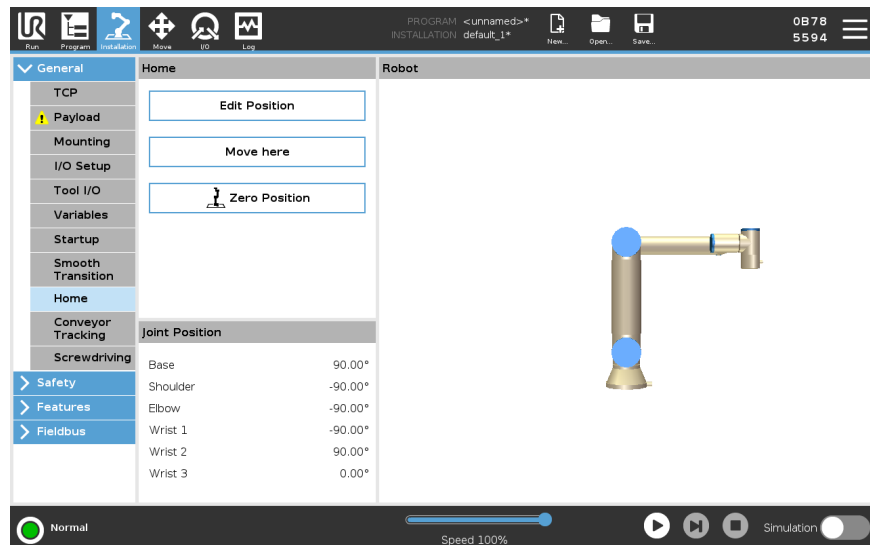 UR
Run
Program
Installation
Move
I/O
Log
PROGRAM <unnamed>*
INSTALLATION default_1*
New...
Open...
Save...
0B78
5594
General
TCP
Payload
Mounting
I/O Setup
Tool I/O
Variables
Startup
Smooth
Transition
Home
Conveyor
Tracking
Screwdriving
Safety
Features
Fieldbus
Home
Edit Position
Move here
Zero Position
Joint Position
Base 90.00°
Shoulder -90.00°
Elbow -90.00°
Wrist 1 -90.00°
Wrist 2 90.00°
Wrist 3 0.00°
Robot
Normal
Speed 100%
Simulation